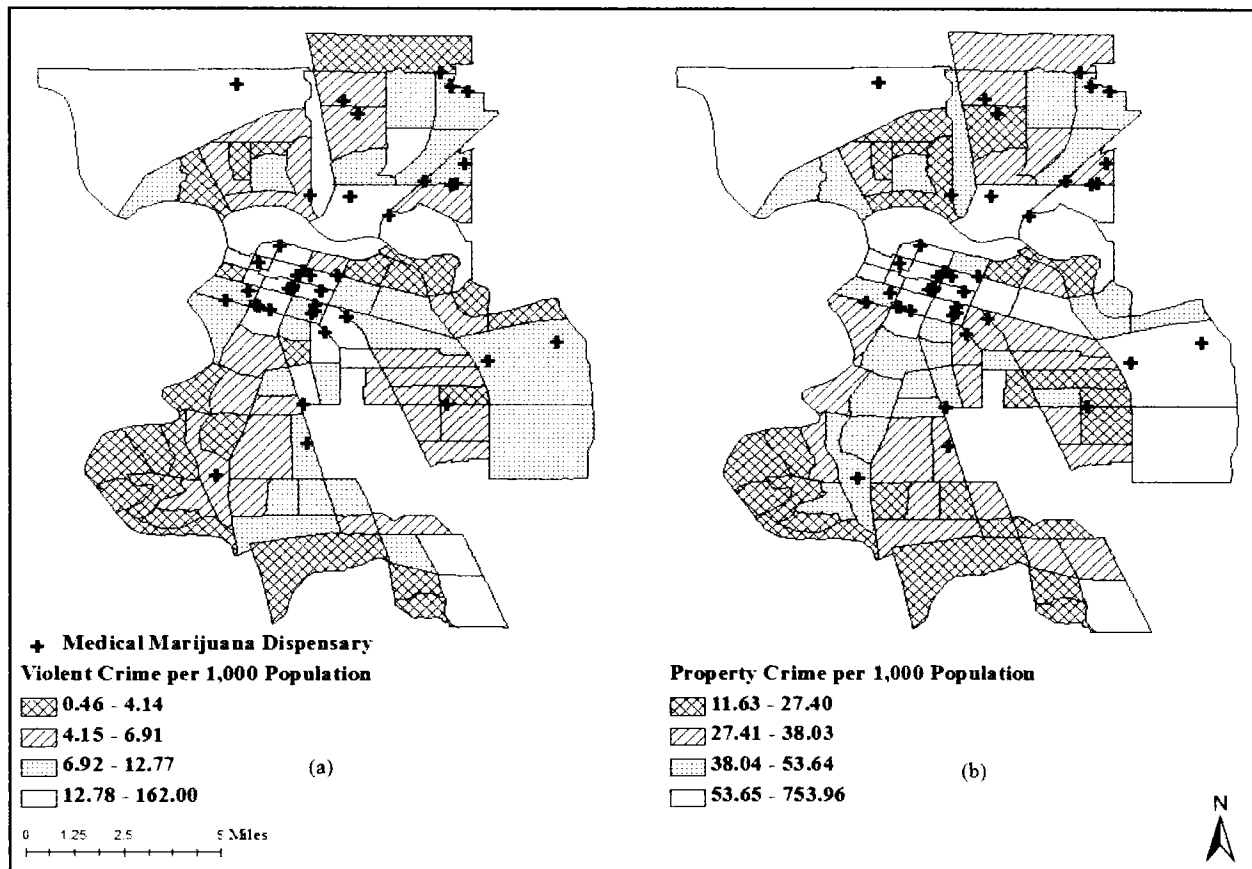 Medical Marijuana Dispensary
Violent Crime per 1,000 Population
0.46 - 4.14
4.15 - 6.91
6.92 - 12.77
12.78 - 162.00
(a)
0 1.25 2.5 5 Miles
Property Crime per 1,000 Population
11.63 - 27.40
27.41 - 38.03
38.04 - 53.64
53.65 - 753.96
(b)
N